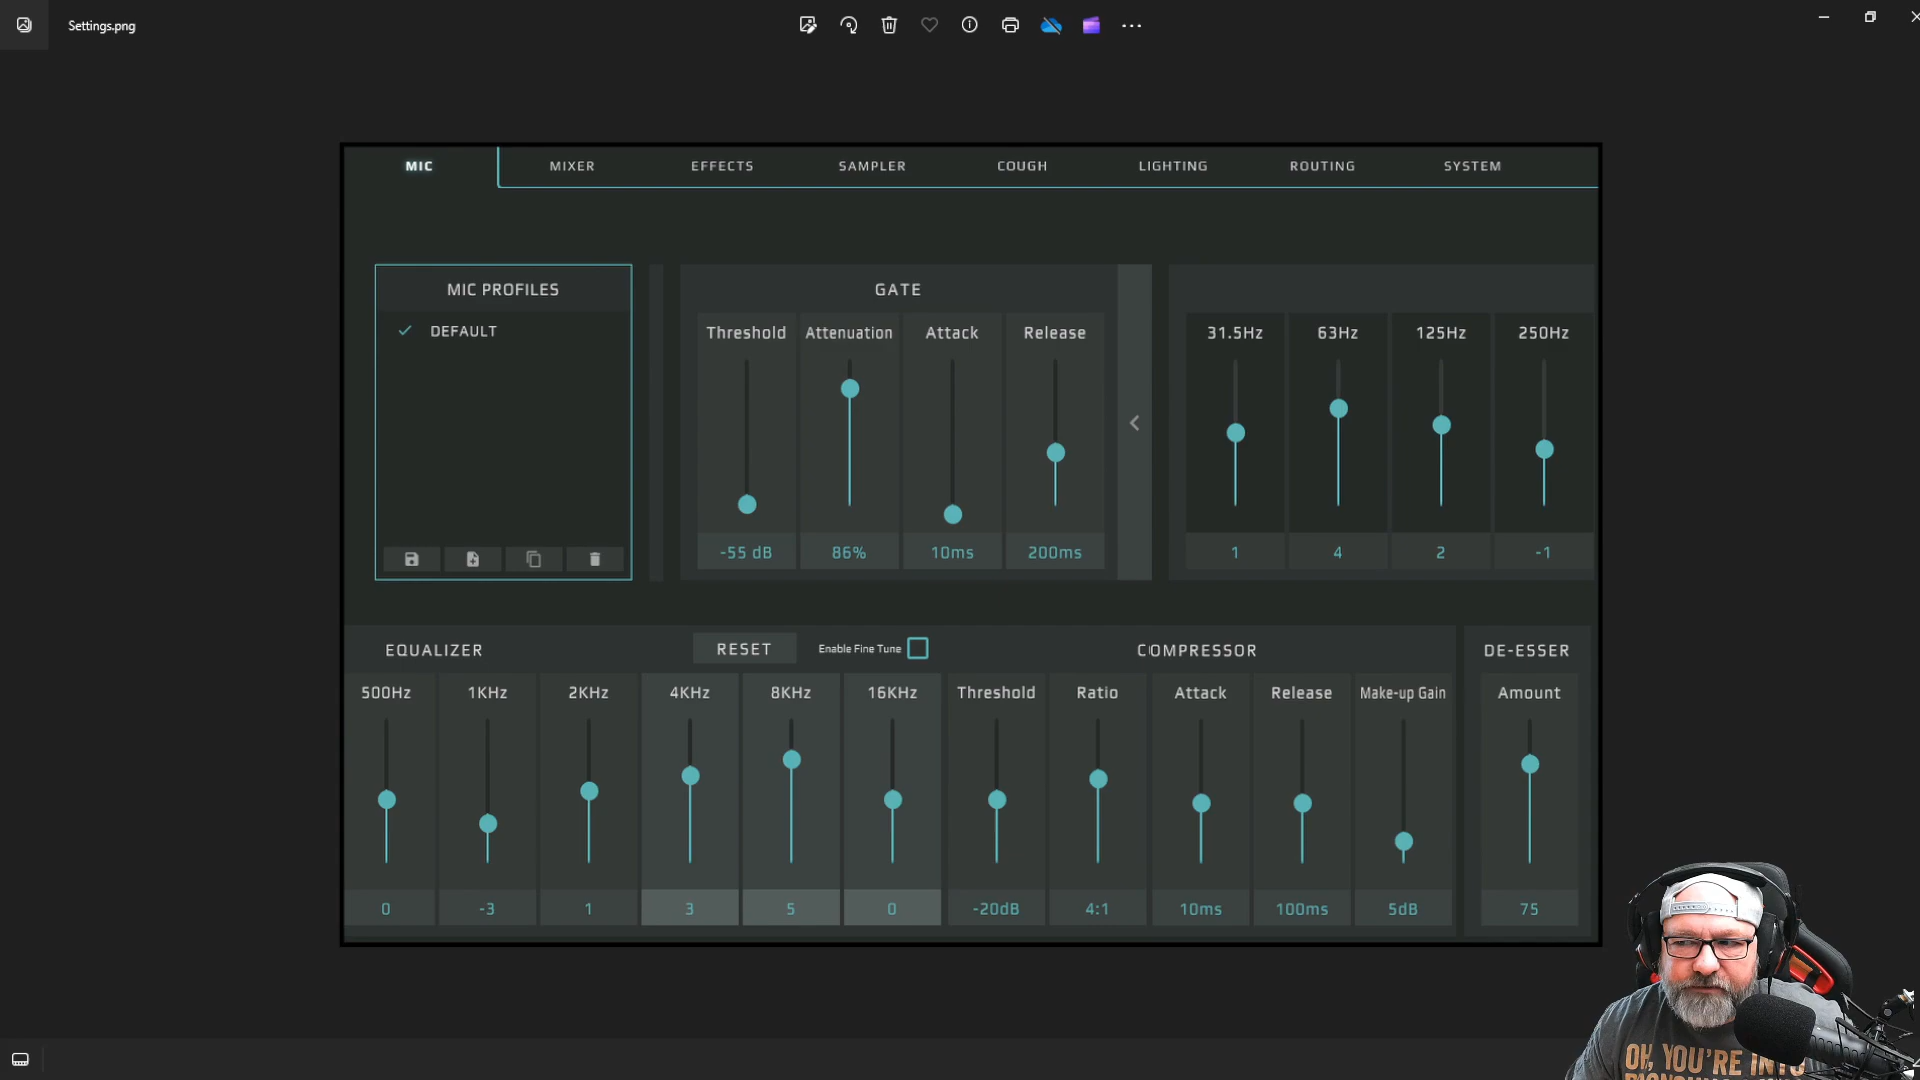 Settings.png
MIC MIXER EFFECTS SAMPLER COUGH LIGHTING ROUTING SYSTEM
MIC PROFILES
DEFAULT
GATE
Threshold Attenuation Attack Release
-55 dB 86% 10ms 200ms
31.5Hz 63Hz 125Hz 250Hz
1 4 2 -1
EQUALIZER RESET Enable Fine Tune COMPRESSOR DE-ESSER
500Hz 1KHz 2KHz 4KHz 8KHz 16KHz Threshold Ratio Attack Release Make-up Gain Amount
0 -3 1 3 5 0 -20dB 4:1 10ms 100ms 5dB 75
OH, YOU'RE INTO